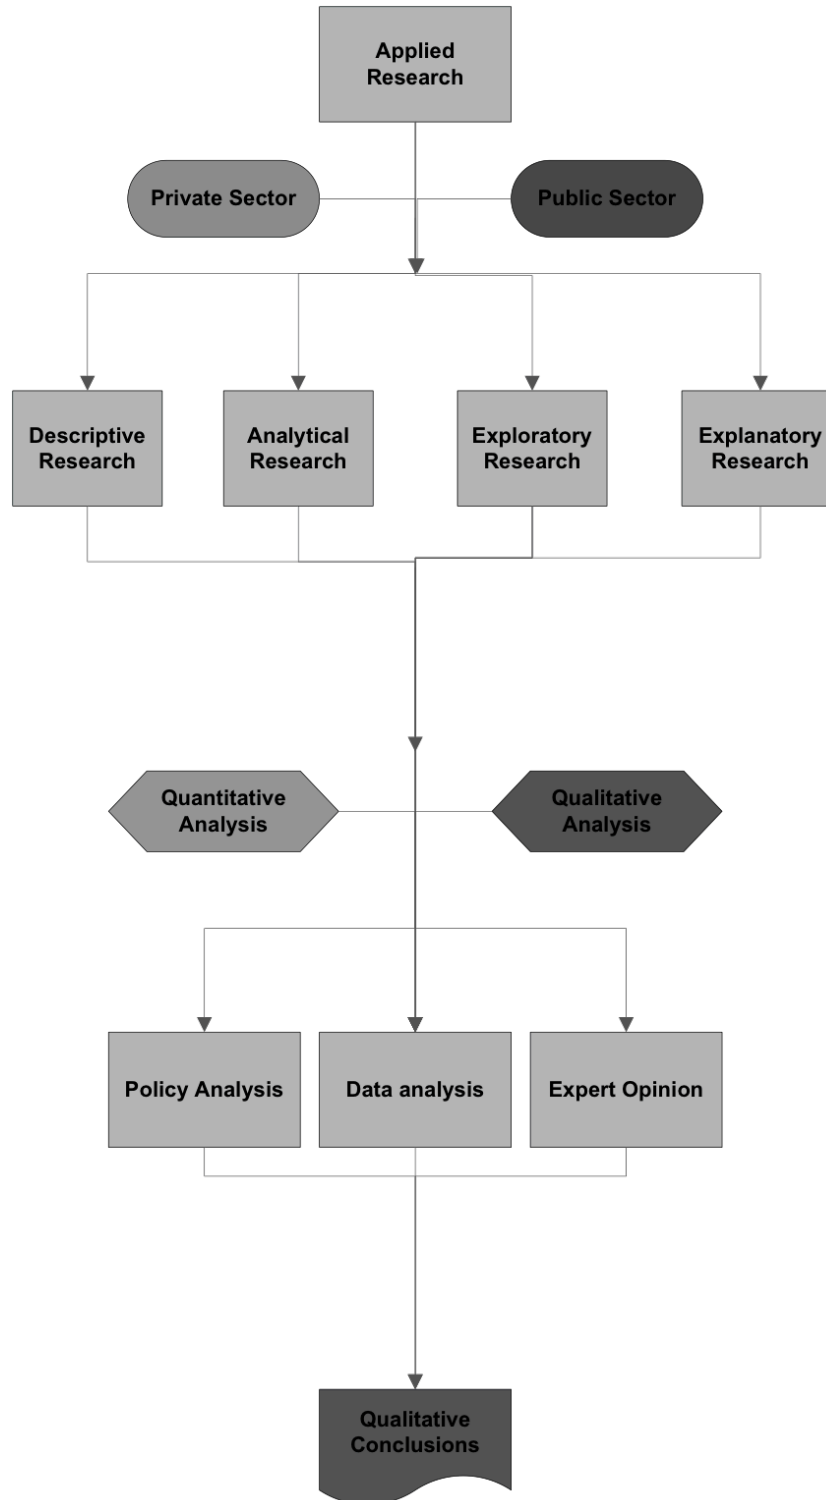 Applied
Research
Private Sector
Public Sector
Descriptive
Research
Analytical
Research
Exploratory
Research
Explanatory
Research
Quantitative
Analysis
Qualitative
Analysis
Policy Analysis
Data analysis
Expert Opinion
Qualitative
Conclusions